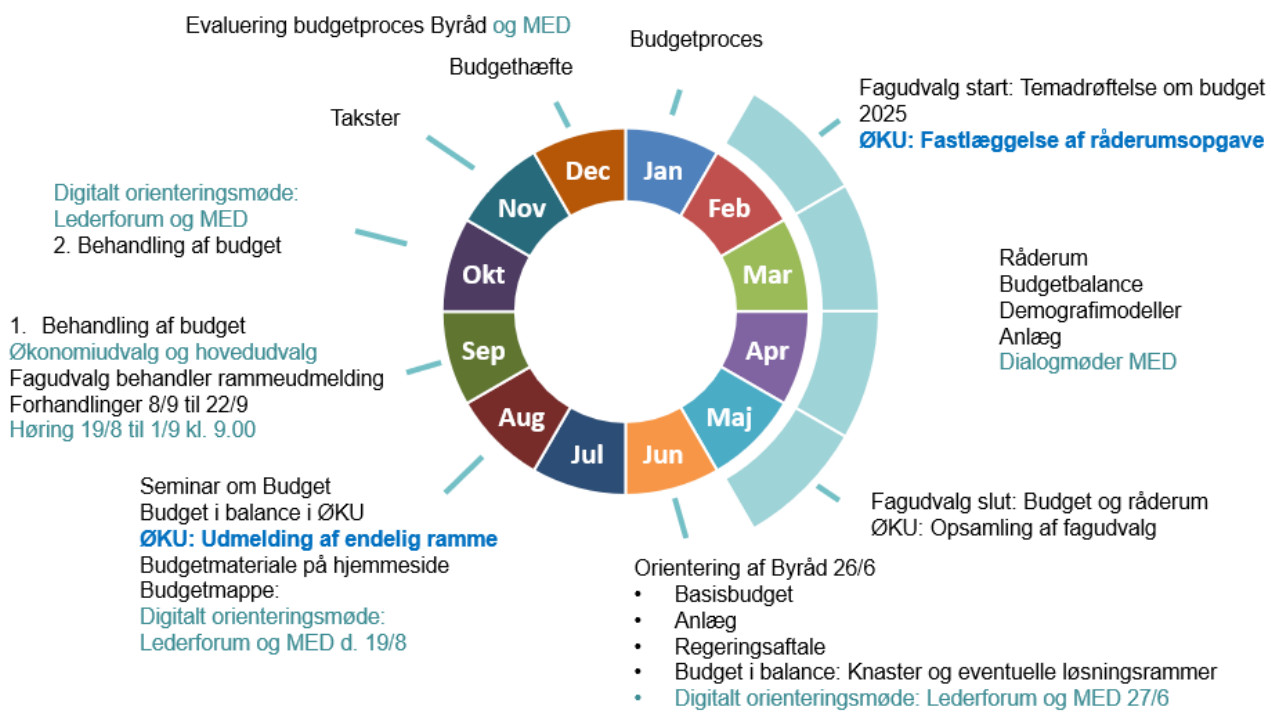 Evaluering budgetproces Byråd og MED
Budgetproces
Budgethæfte
Takster
Fagudvalg start: Temadrøftelse om budget
2025
ØKU: Fastlæggelse af råderumsopgave
Digitalt orienteringsmøde:
Lederforum og MED
2. Behandling af budget
Råderum
Budgetbalance
Demografimodeller
Anlæg
Dialogmøder MED
1. Behandling af budget
Økonomiudvalg og hovedudvalg
Fagudvalg behandler rammeudmelding
Forhandlinger 8/9 til 22/9
Høring 19/8 til 1/9 kl. 9.00
Jan
Feb
Mar
Apr
Maj
Jun
Jul
Aug
Sep
Okt
Nov
Dec
Seminar om Budget
Budget i balance i ØKU
ØKU: Udmelding af endelig ramme
Budgetmateriale på hjemmeside
Budgetmappe:
Digitalt orienteringsmøde:
Lederforum og MED d. 19/8
Fagudvalg slut: Budget og råderum
ØKU: Opsamling af fagudvalg
Orientering af Byråd 26/6
• Basisbudget
• Anlæg
• Regeringsaftale
• Budget i balance: Knaster og eventuelle løsningsrammer
• Digitalt orienteringsmøde: Lederforum og MED 27/6